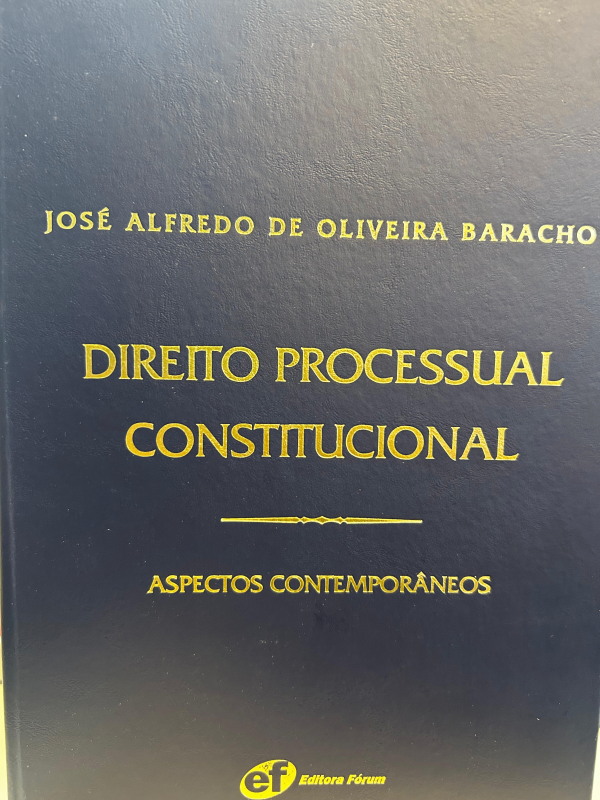 JOSÉ ALFREDO DE OLIVEIRA BARACHO
DIREITO PROCESSUAL
CONSTITUCIONAL
ASPECTOS CONTEMPORÂNEOS
ef Editora Fórum